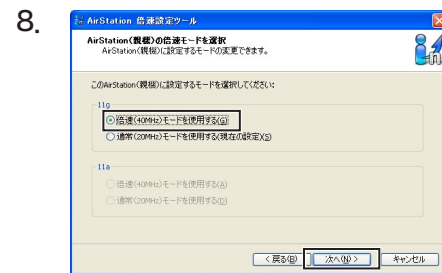 8.
AirStation 倍速設定ツール
AirStation(親機)の倍速モードを選択
AirStation(親機)に設定するモードの変更できます。
このAirStation(親機)に設定するモードを選択してください:
11g
倍速(40MHz)モードを使用する(G)
通常(20MHz)モードを使用する(現在の設定)(S)
11a
倍速(40MHz)モードを使用する(A)
通常(20MHz)モードを使用する(D)
< 戻る(B) 次へ(N) > キャンセル